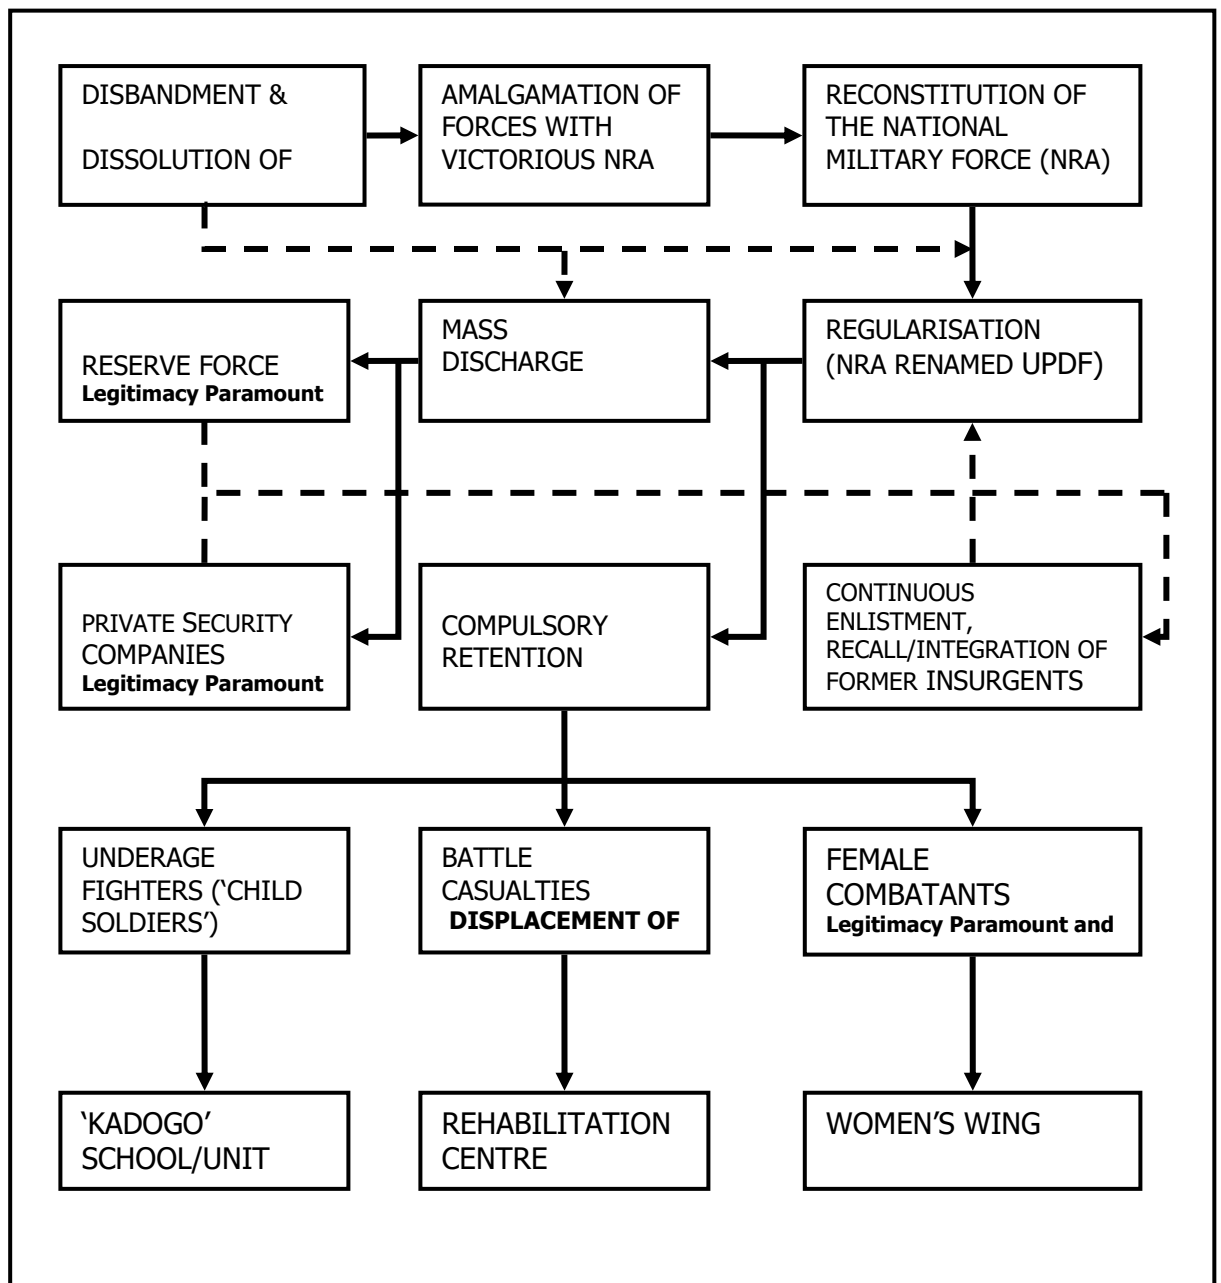 DISBANDMENT &
DISSOLUTION OF
AMALGAMATION OF
FORCES WITH
VICTORIOUS NRA
RECONSTITUTION OF
THE NATIONAL
MILITARY FORCE (NRA)
RESERVE FORCE
Legitimacy Paramount
MASS
DISCHARGE
REGULARISATION
(NRA RENAMED UPDF)
PRIVATE SECURITY
COMPANIES
Legitimacy Paramount
COMPULSORY
RETENTION
CONTINUOUS
ENLISTMENT,
RECALL/INTEGRATION OF
FORMER INSURGENTS
UNDERAGE
FIGHTERS (‘CHILD
SOLDIERS’)
BATTLE
CASUALTIES
DISPLACEMENT OF
FEMALE
COMBATANTS
Legitimacy Paramount and
‘KADOGO’
SCHOOL/UNIT
REHABILITATION
CENTRE
WOMEN’S WING